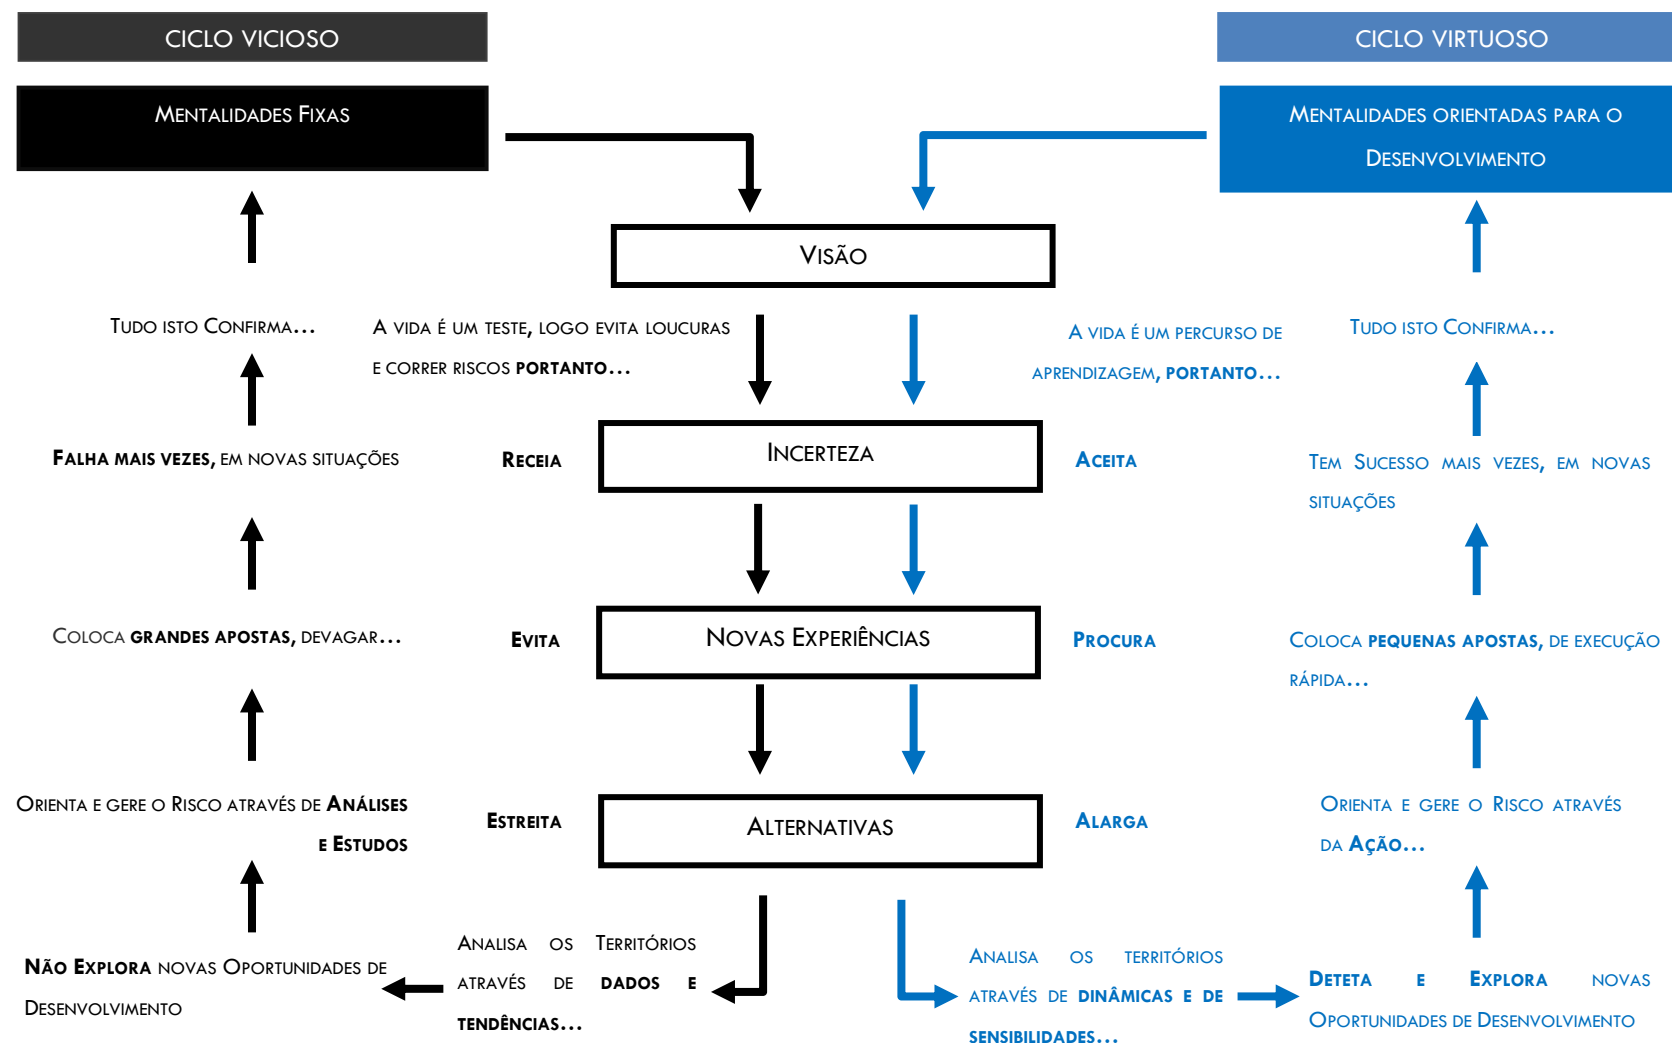 CICLO VICIOSO
CICLO VIRTUOSO
MENTALIDADES FIXAS
MENTALIDADES ORIENTADAS PARA O
DESENVOLVIMENTO
VISÃO
TUDO ISTO CONFIRMA...
A VIDA É UM TESTE, LOGO EVITA LOUCURAS
E CORRER RISCOS PORTANTO...
A VIDA É UM PERCURSO DE
APRENDIZAGEM, PORTANTO...
TUDO ISTO CONFIRMA...
FALHA MAIS VEZES, EM NOVAS SITUAÇÕES
RECEIA
INCERTEZA
ACEITA
TEM SUCESSO MAIS VEZES, EM NOVAS
SITUAÇÕES
COLOCA GRANDES APOSTAS, DEVAGAR...
EVITA
NOVAS EXPERIÊNCIAS
PROCURA
COLOCA PEQUENAS APOSTAS, DE EXECUÇÃO
RÁPIDA...
ORIENTA E GERE O RISCO ATRAVÉS DE ANÁLISES
E ESTUDOS
ESTREITA
ALTERNATIVAS
ALARGA
ORIENTA E GERE O RISCO ATRAVÉS
DA AÇÃO...
NÃO EXPLORA NOVAS OPORTUNIDADES DE
DESENVOLVIMENTO
ANALISA OS TERRITÓRIOS
ATRAVÉS DE DADOS E
TENDÊNCIAS...
ANALISA OS TERRITÓRIOS
ATRAVÉS DE DINÂMICAS E DE
SENSIBILIDADES...
DETETA E EXPLORA NOVAS
OPORTUNIDADES DE DESENVOLVIMENTO